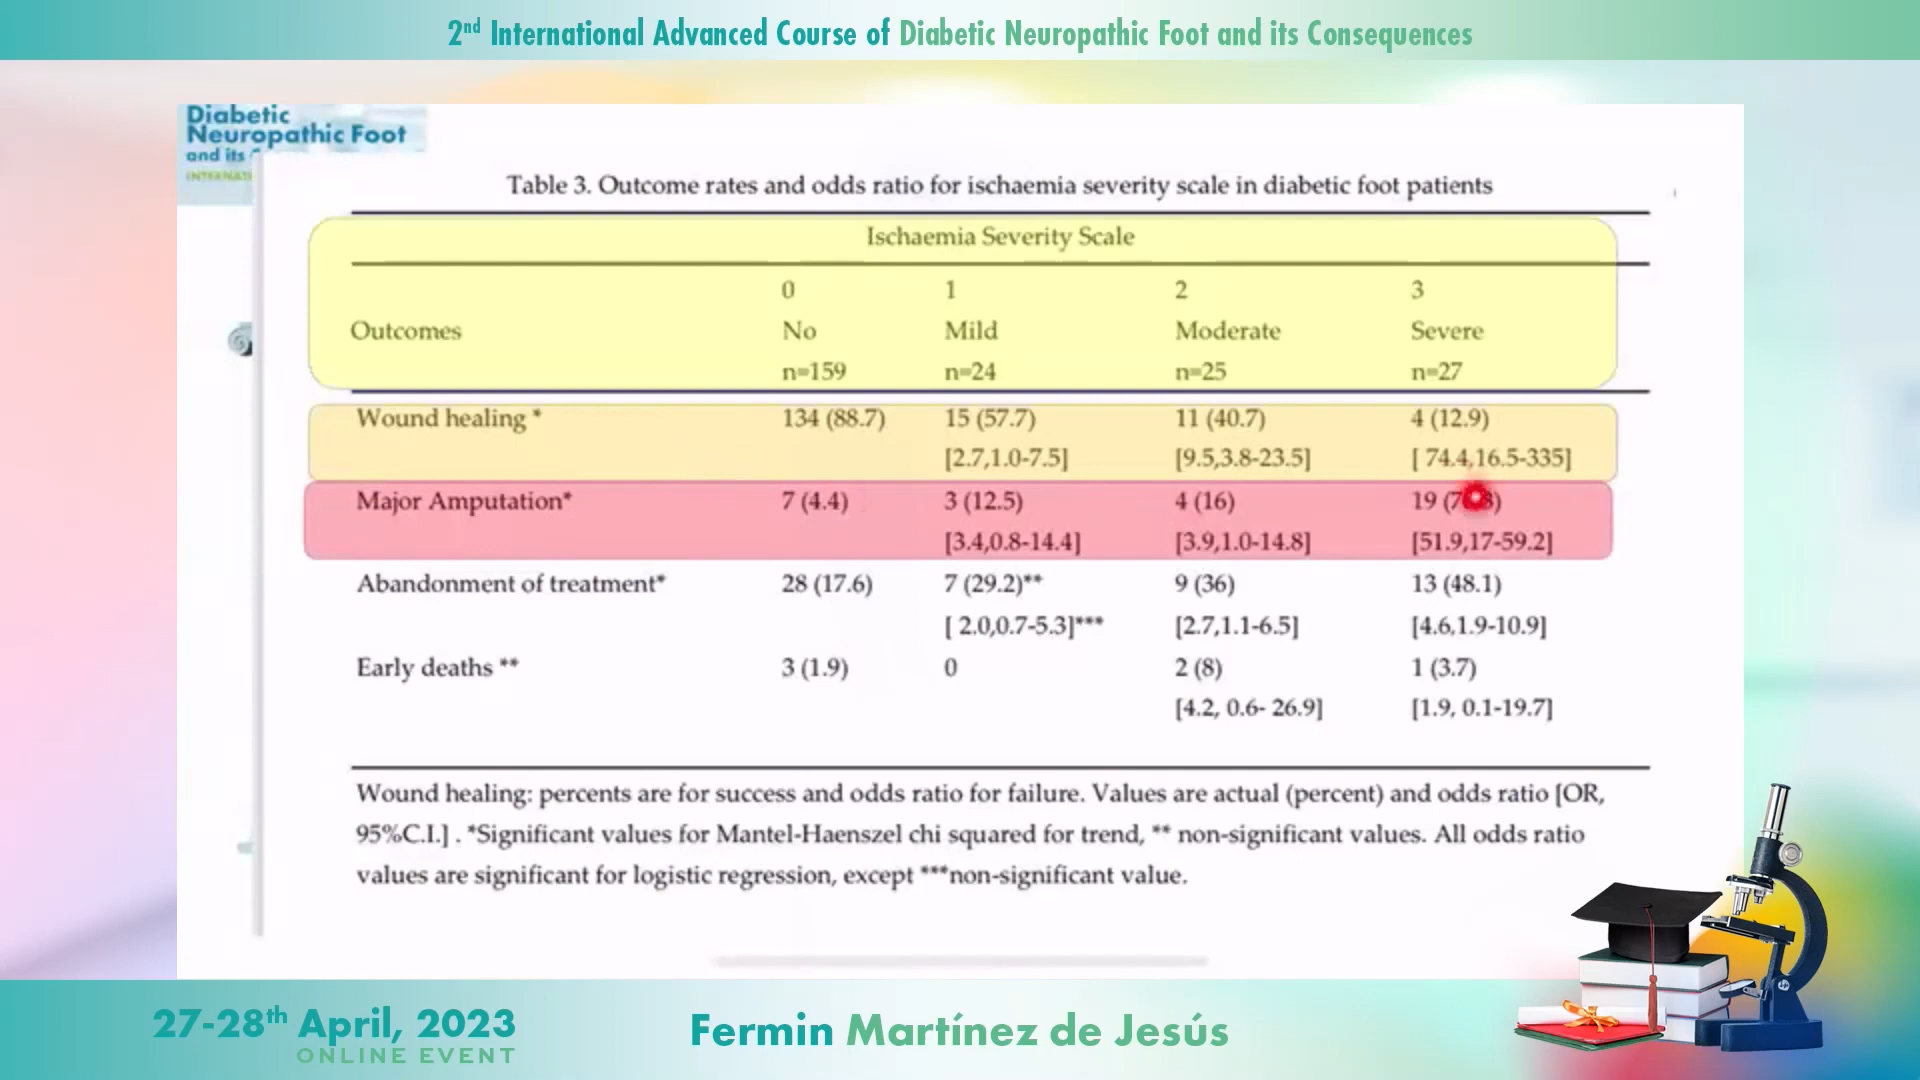 2nd International Advanced Course of Diabetic Neuropathic Foot and its Consequences
Diabetic
Neuropathic Foot
and its
Table 3. Outcome rates and odds ratio for ischaemia severity scale in diabetic foot patients
Ischaemia Severity Scale
0 1 2 3
Outcomes No Mild Moderate Severe
n=159 n=24 n=25 n=27
Wound healing * 134 (88.7) 15 (57.7) 11 (40.7) 4 (12.9)
[2.7,1.0-7.5] [9.5,3.8-23.5] [ 74.4,16.5-335]
Major Amputation* 7 (4.4) 3 (12.5) 4 (16) 19
[3.4,0.8-14.4] [3.9,1.0-14.8] [51.9,17-59.2]
Abandonment of treatment* 28 (17.6) 7 (29.2)** 9 (36) 13 (48.1)
[ 2.0,0.7-5.3]*** [2.7,1.1-6.5] [4.6,1.9-10.9]
Early deaths ** 3 (1.9) 0 2 (8) 1 (3.7)
[4.2, 0.6- 26.9] [1.9, 0.1-19.7]
Wound healing: percents are for success and odds ratio for failure. Values are actual (percent) and odds ratio [OR,
95%C.I.] . *Significant values for Mantel-Haenszel chi squared for trend, ** non-significant values. All odds ratio
values are significant for logistic regression, except ***non-significant value.
27-28th April, 2023
ONLINE EVENT
Fermin Martínez de Jesús